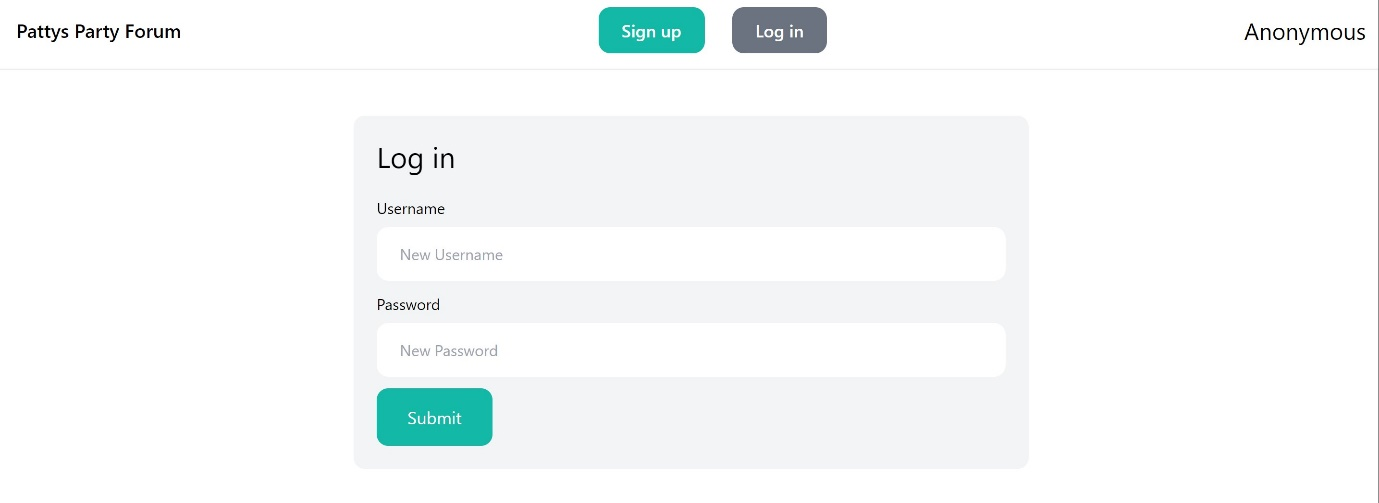 Pattys Party Forum
Sign up
Log in
Anonymous
Log in
Username
New Username
Password
New Password
Submit